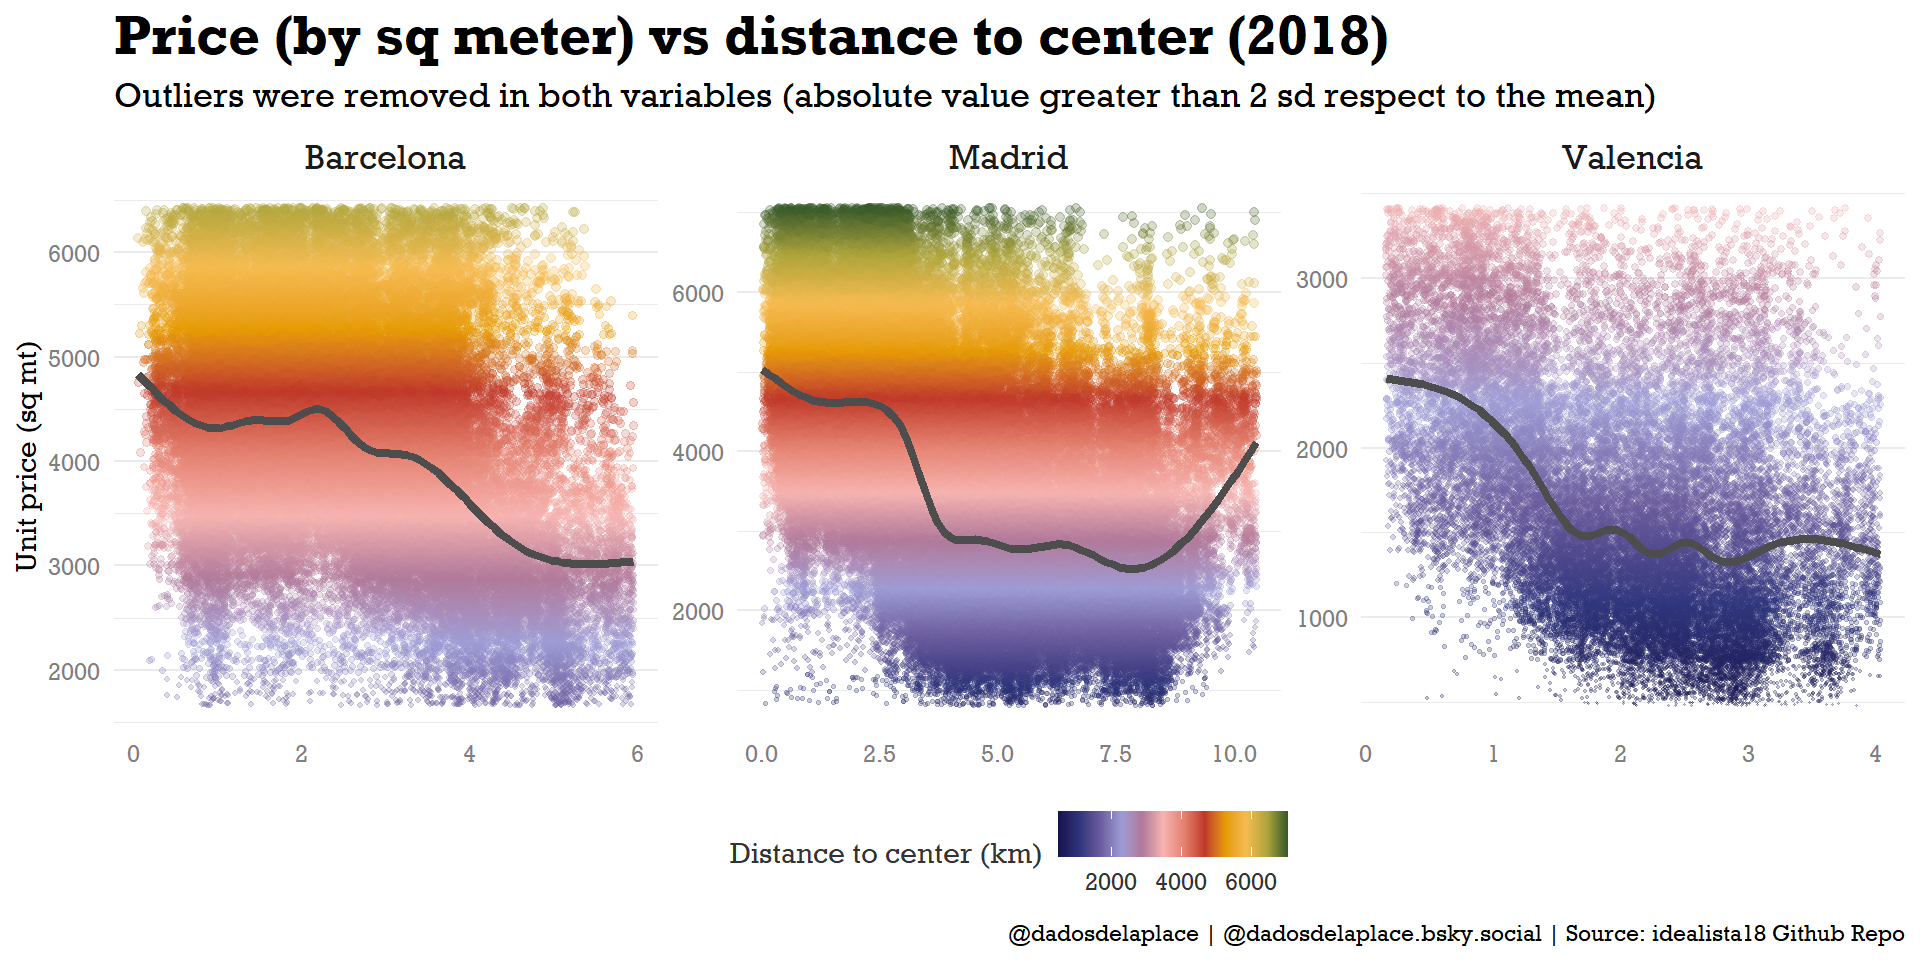 Price (by sq meter) vs distance to center (2018)
Outliers were removed in both variables (absolute value greater than 2 sd respect to the mean)
Barcelona
Madrid
Valencia
Unit price (sq mt)
6000
5000
4000
3000
2000
0
2
4
6
6000
4000
2000
0.0
2.5
5.0
7.5
10.0
3000
2000
1000
0
1
2
3
4
Distance to center (km)
2000 4000 6000
@dadosdelaplace | @dadosdelaplace.bsky.social | Source: idealista18 Github Repo